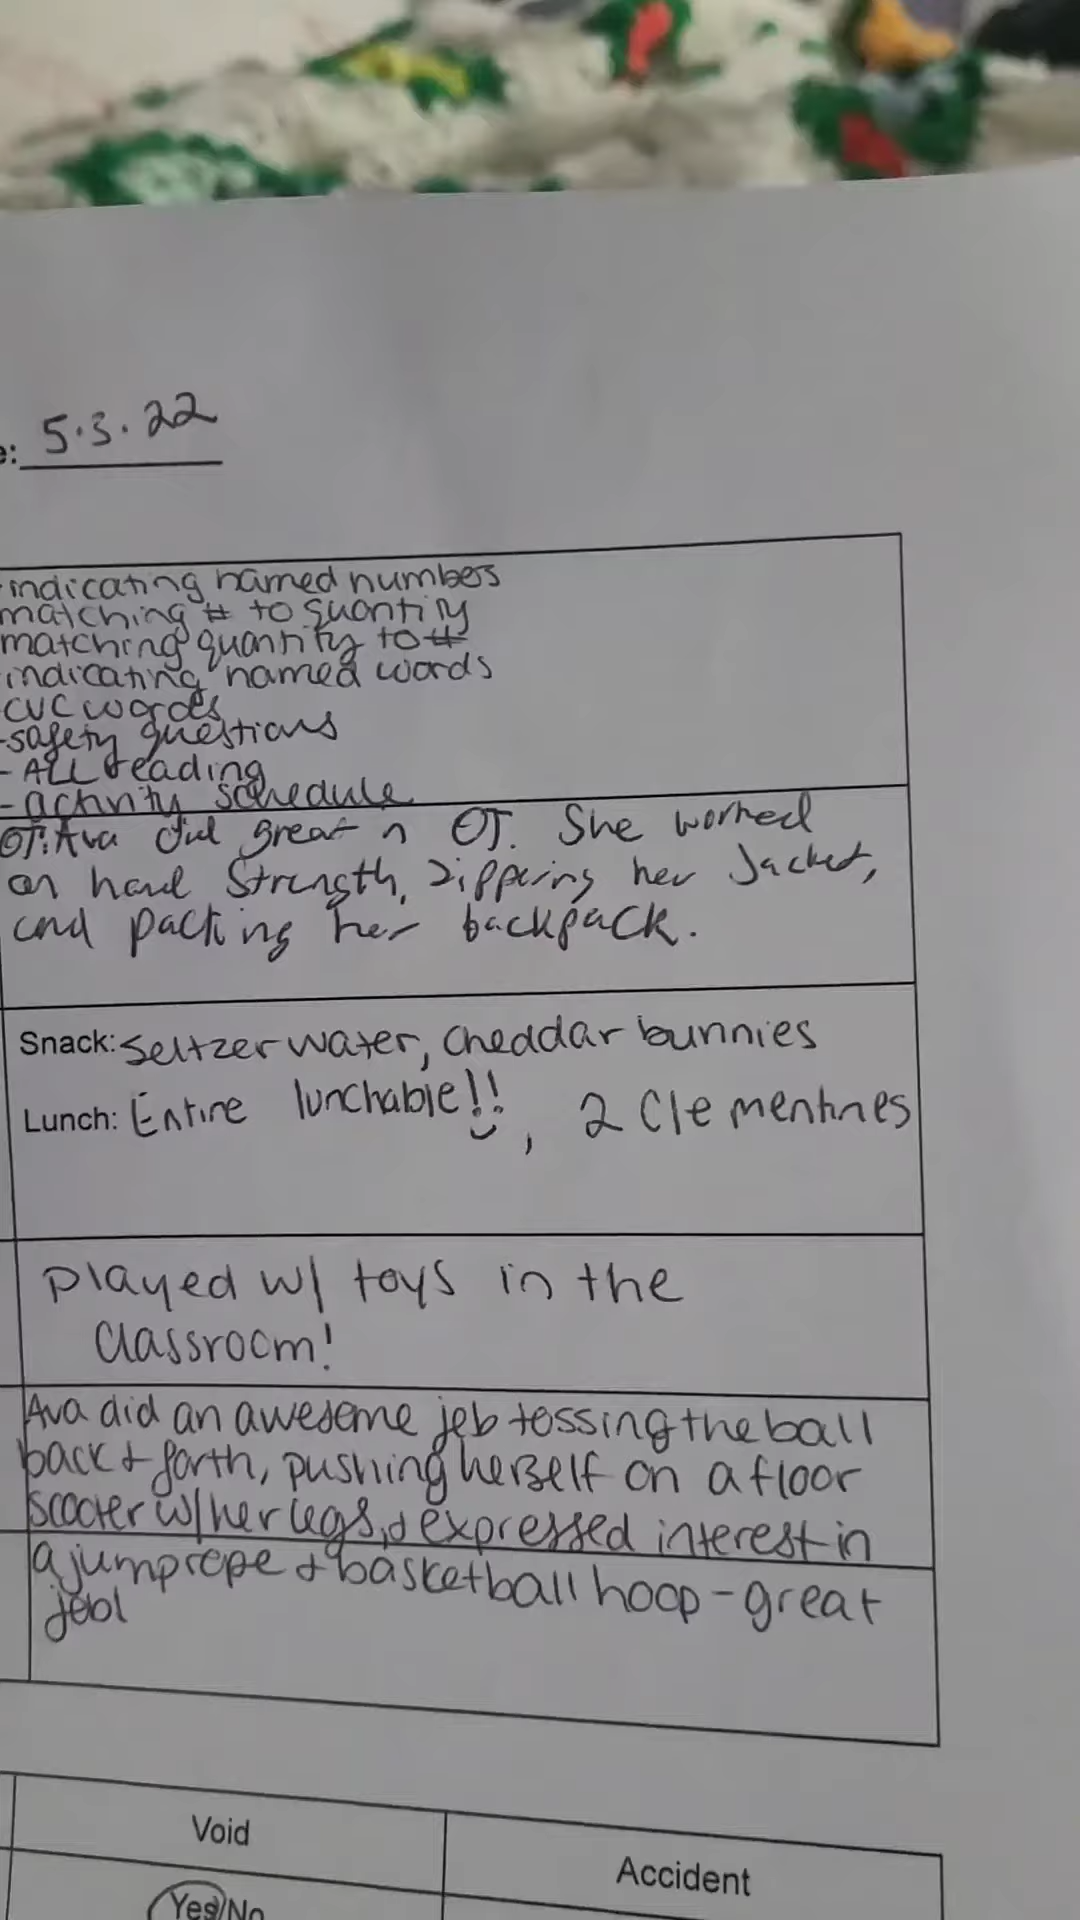 e: 5.3.22
-indicating named numbers
matching # to quantity
matching quantity to #
-indicating named words
-CVC words
-safety questions
- ALL reading
- activity schedule
OT: Ava did great n OT. She worked
on hand Strength, zippering her Jacket,
and packing her backpack.
Snack: Seltzer water, Cheddar bunnies
Lunch: Entire lunchable!!, 2 Clementines
played w/ toys in the
classroom!
Ava did an awesome job tossing the ball
back + forth, pushing herself on a floor
scooter w/ her legs, + expressed interest in
a jumprope + basketball hoop - great
job!
Void
Accident
Yes/No